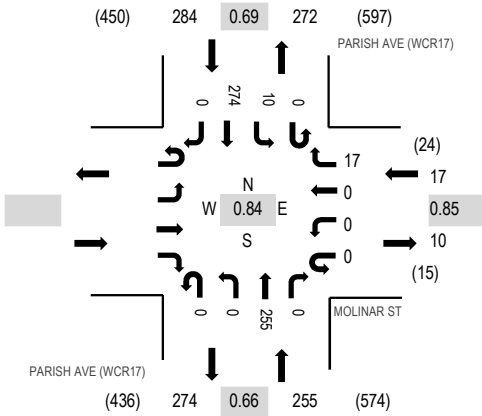 (450) 284 0.69 272 (597)
PARISH AVE (WCR17)
0 274 10 0
17 (24)
0 17
N
W 0.84 E 0.85
S
0 10
0 (15)
0 0 255 0
MOLINAR ST
PARISH AVE (WCR17)
(436) 274 0.66 255 (574)